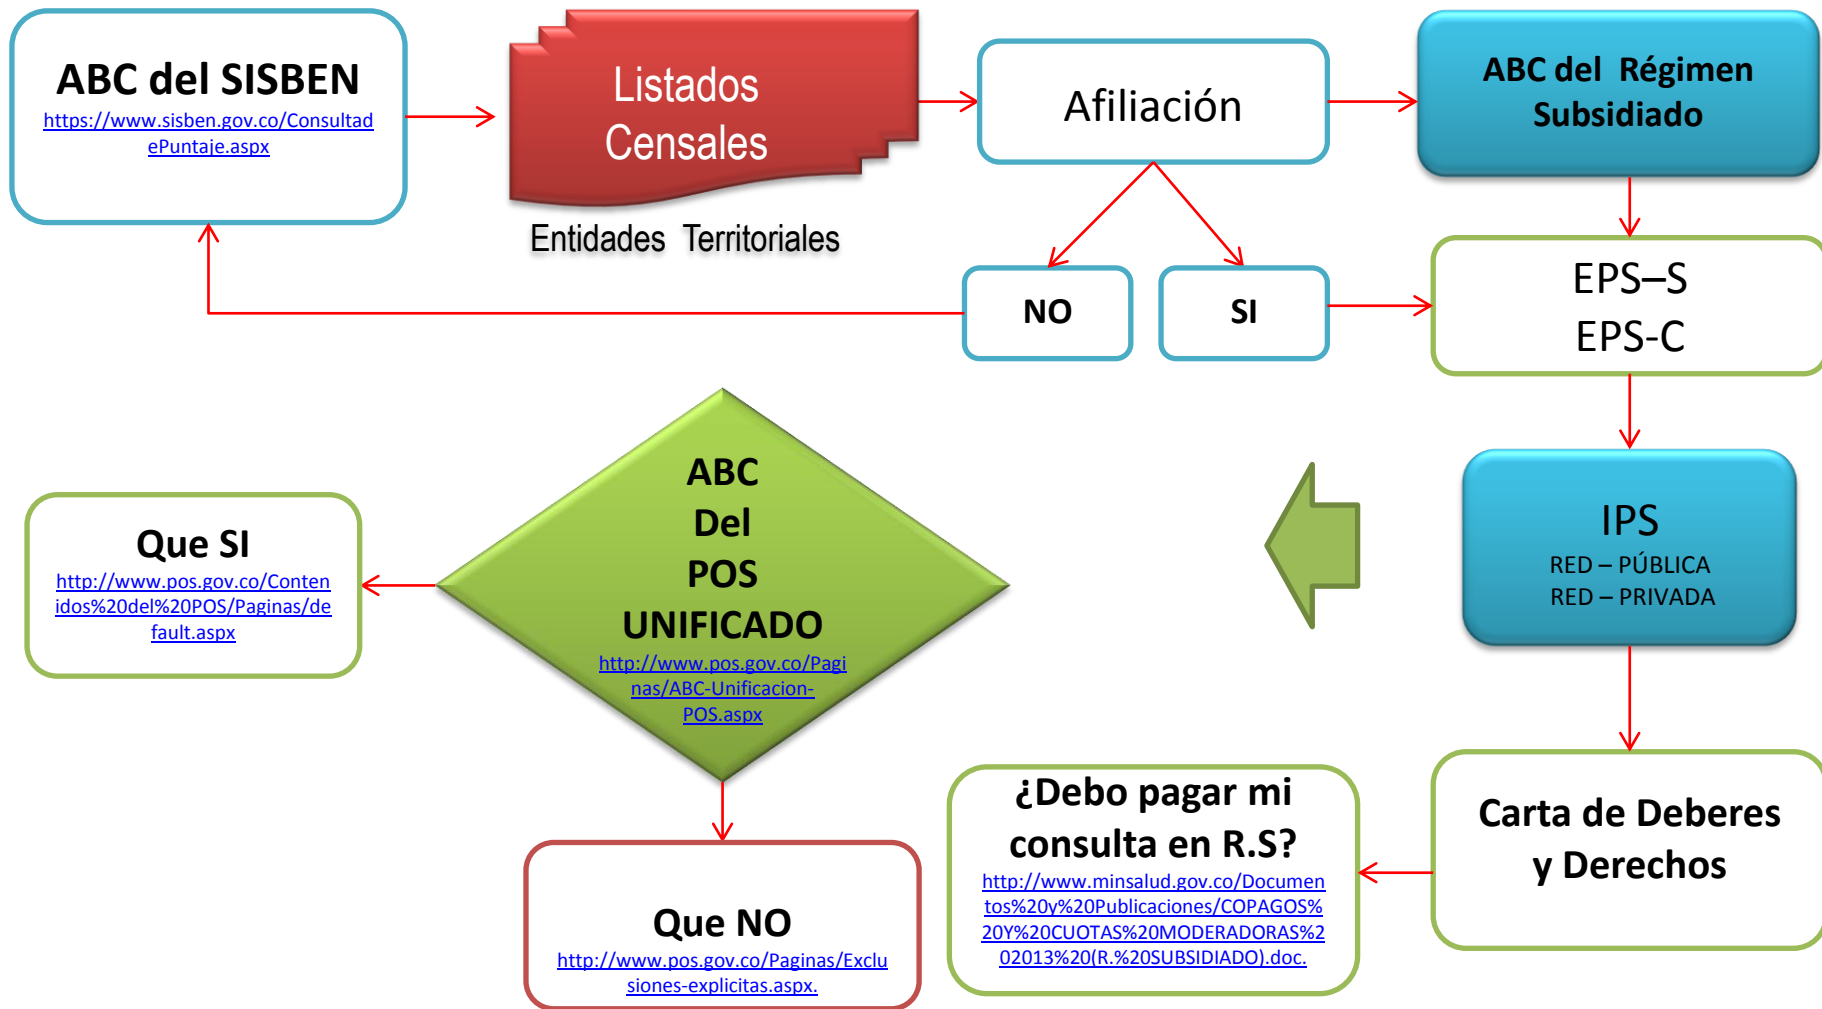 ABC del SISBEN
https://www.sisben.gov.co/Consultad
ePuntaje.aspx
Listados
Censales
Entidades Territoriales
Afiliación
ABC del Régimen
Subsidiado
NO
SI
EPS–S
EPS-C
ABC
Del
POS
UNIFICADO
http://www.pos.gov.co/Pagi
nas/ABC-Unificacion-
POS.aspx
Que SI
http://www.pos.gov.co/Conten
idos%20del%20POS/Paginas/de
fault.aspx
IPS
RED – PÚBLICA
RED – PRIVADA
Que NO
http://www.pos.gov.co/Paginas/Exclu
siones-explicitas.aspx.
¿Debo pagar mi
consulta en R.S?
http://www.minsalud.gov.co/Documen
tos%20y%20Publicaciones/COPAGOS%
20Y%20CUOTAS%20MODERADORAS%2
02013%20(R.%20SUBSIDIADO).doc.
Carta de Deberes
y Derechos